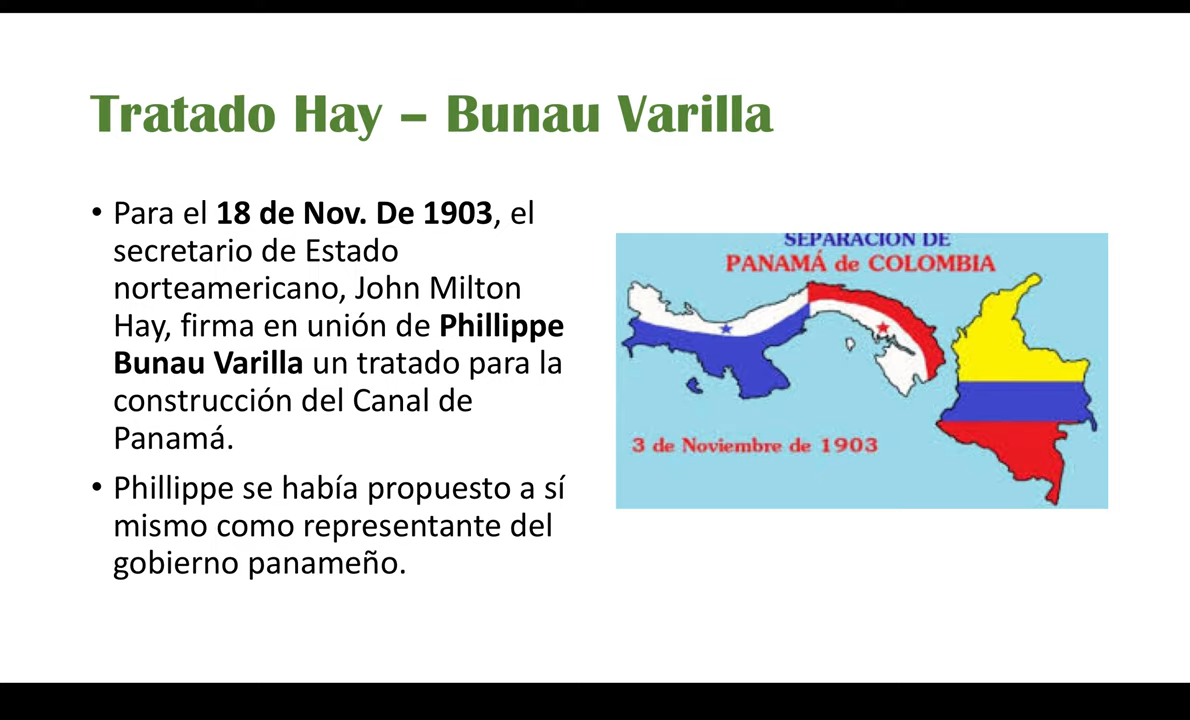 Tratado Hay – Bunau Varilla
• Para el 18 de Nov. De 1903, el
secretario de Estado
norteamericano, John Milton
Hay, firma en unión de Phillippe
Bunau Varilla un tratado para la
construcción del Canal de
Panamá.
• Phillippe se había propuesto a sí
mismo como representante del
gobierno panameño.
SEPARACION DE
PANAMÁ de COLOMBIA
3 de Noviembre de 1903